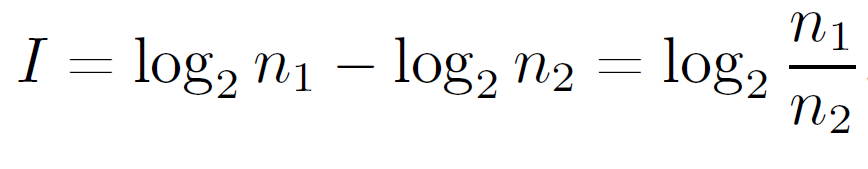 I = log₂ n₁ − log₂ n₂ = log₂ n₁/n₂